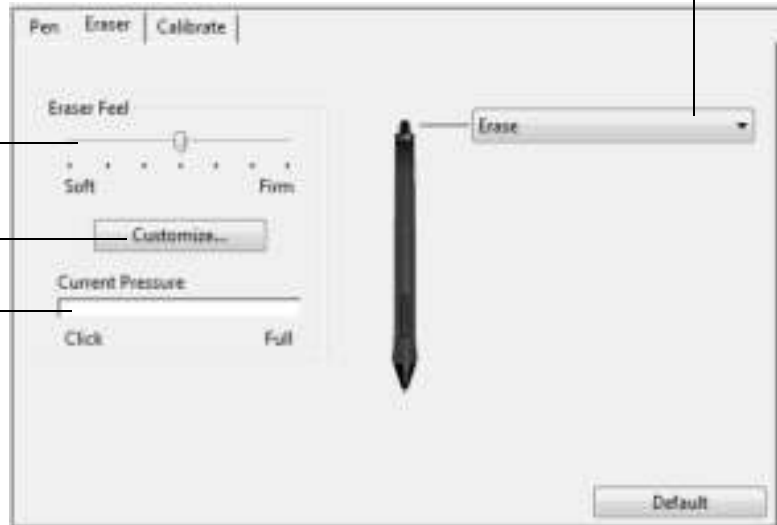 Pen Eraser Calibrate
Eraser Feel
Erase
Soft Firm
Customize...
Current Pressure
Click Full
Default